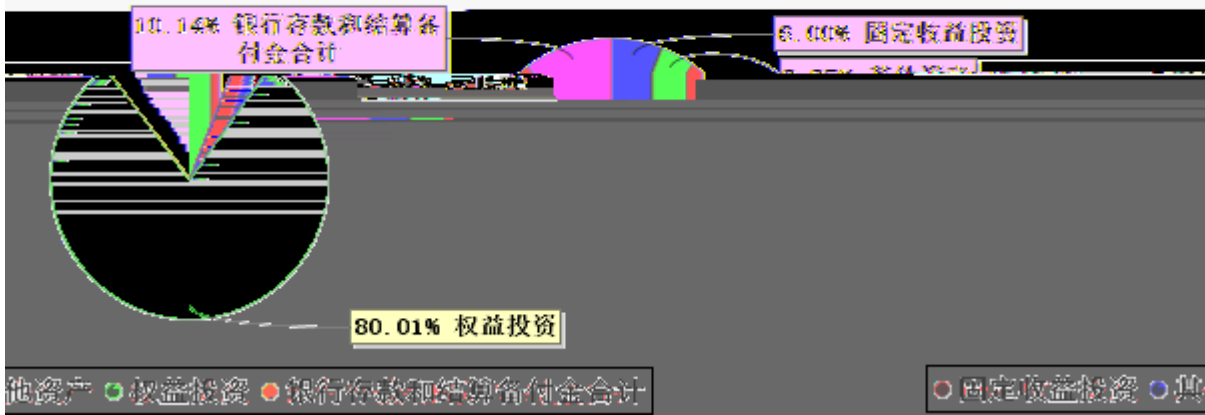 10.14% 银行存款和结算备
付金合计
6.00% 固定收益投资
80.01% 权益投资
他资产 权益投资 银行存款和结算备付金合计
固定收益投资 其